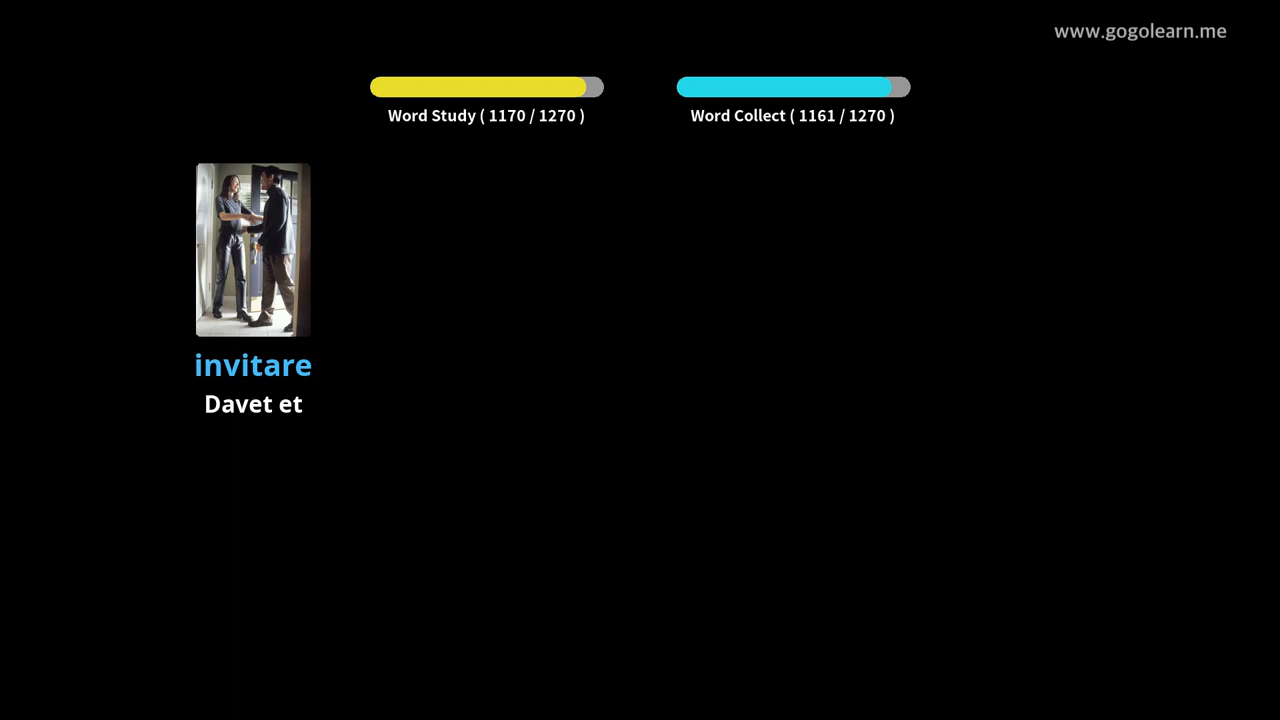 www.gogolearn.me
Word Study ( 1170 / 1270 )
Word Collect ( 1161 / 1270 )
invitare
Davet et